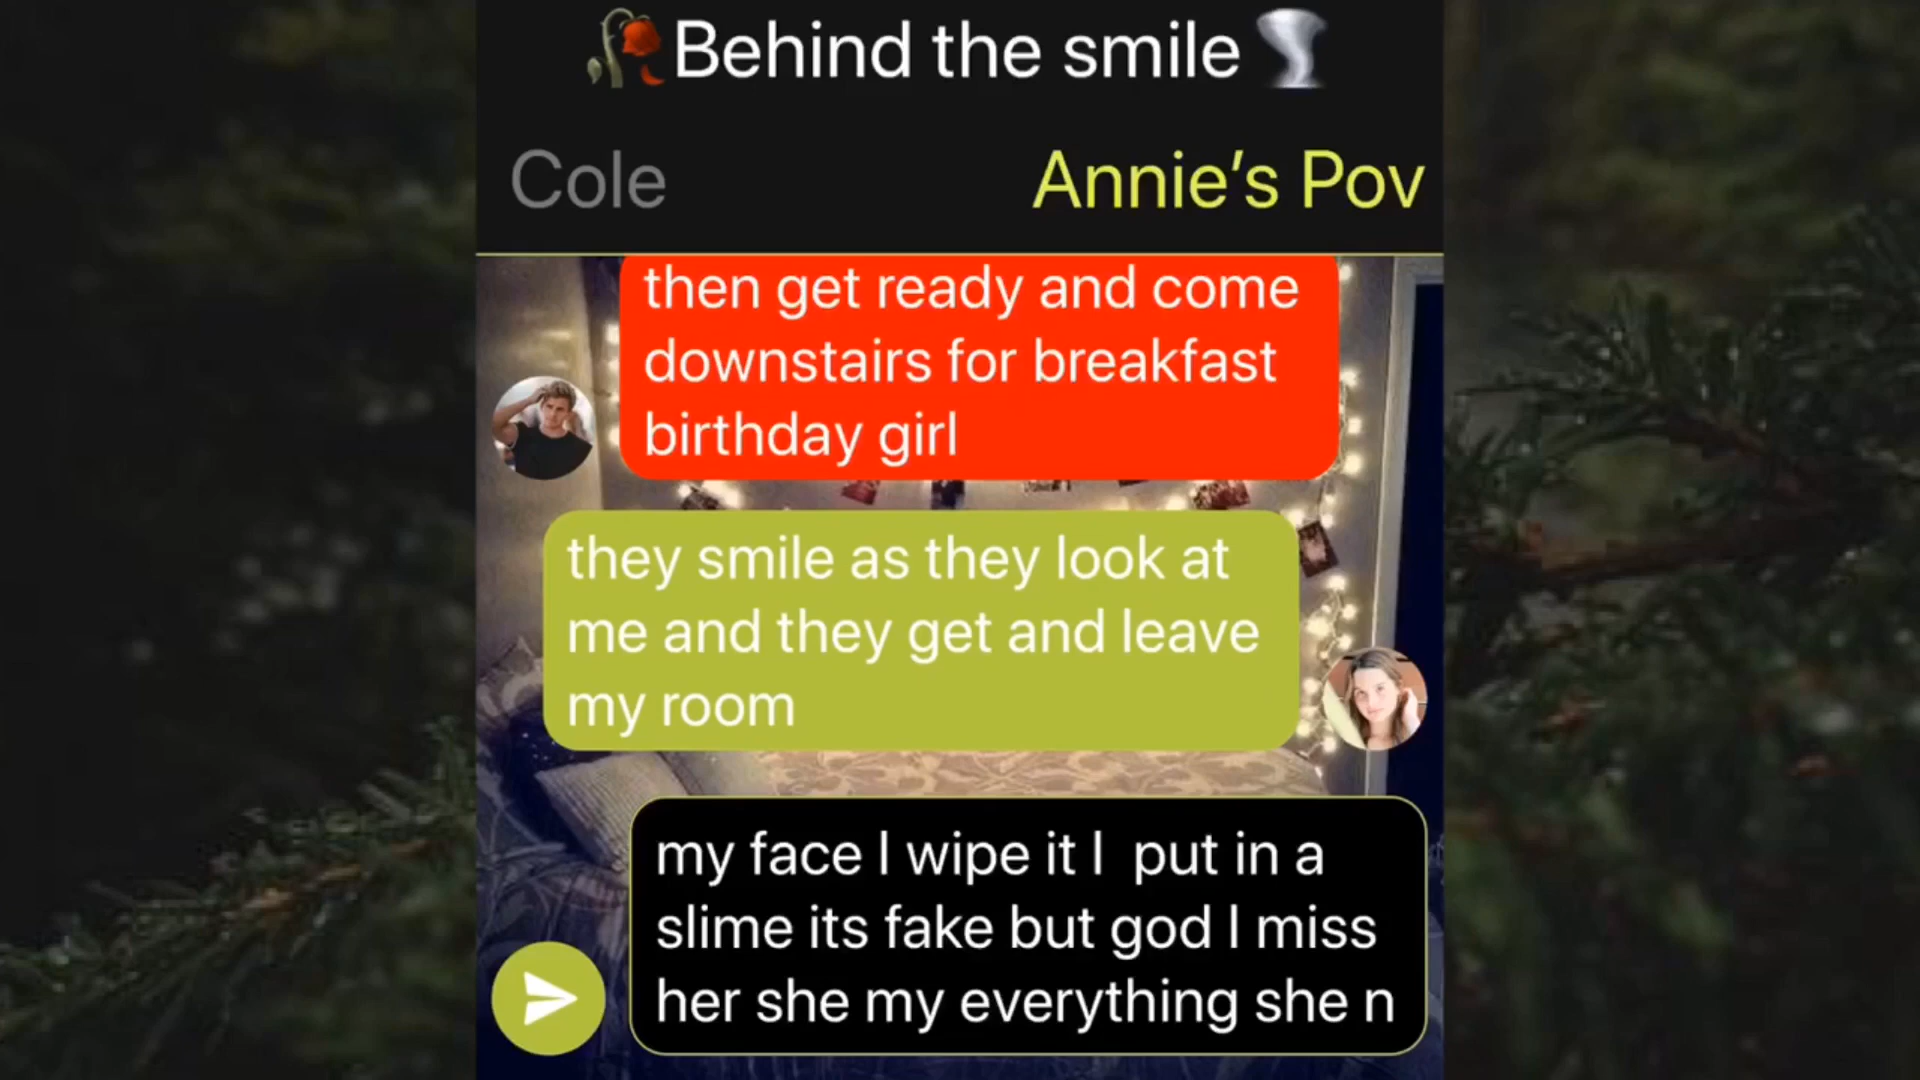 🥀Behind the smile🌪
Cole
Annie’s Pov
then get ready and come
downstairs for breakfast
birthday girl
they smile as they look at
me and they get and leave
my room
my face I wipe it I  put in a
slime its fake but god I miss
her she my everything she n